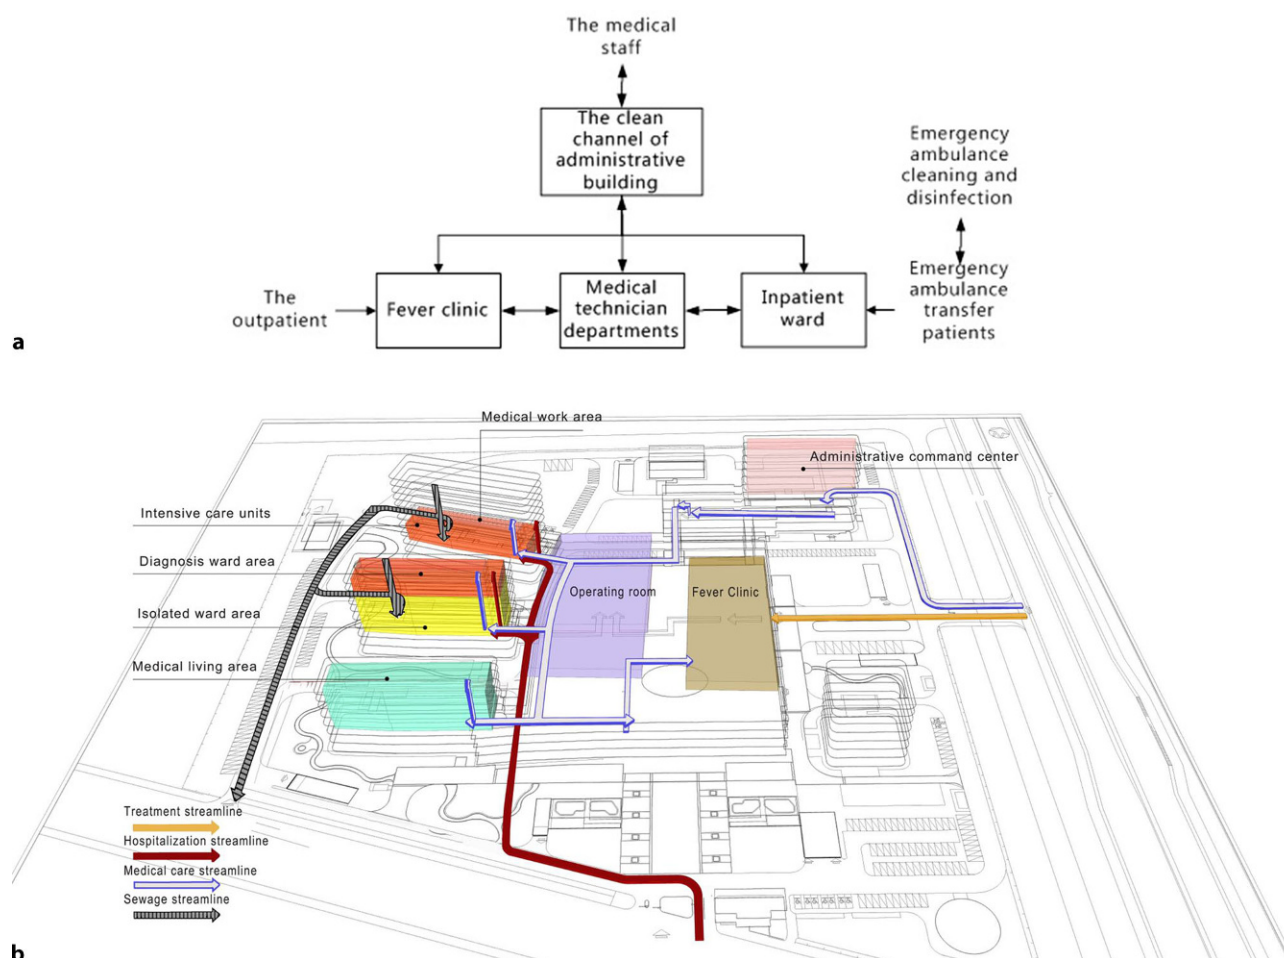 The medical
staff
The clean
channel of
administrative
building
Emergency
ambulance
cleaning and
disinfection
The
outpatient
Fever clinic
Medical
technician
departments
Inpatient
ward
Emergency
ambulance
transfer
patients
a
Medical work area
Administrative command center
Intensive care units
Diagnosis ward area
Operating room
Fever Clinic
Isolated ward area
Medical living area
Treatment streamline
Hospitalization streamline
Medical care streamline
Sewage streamline
b